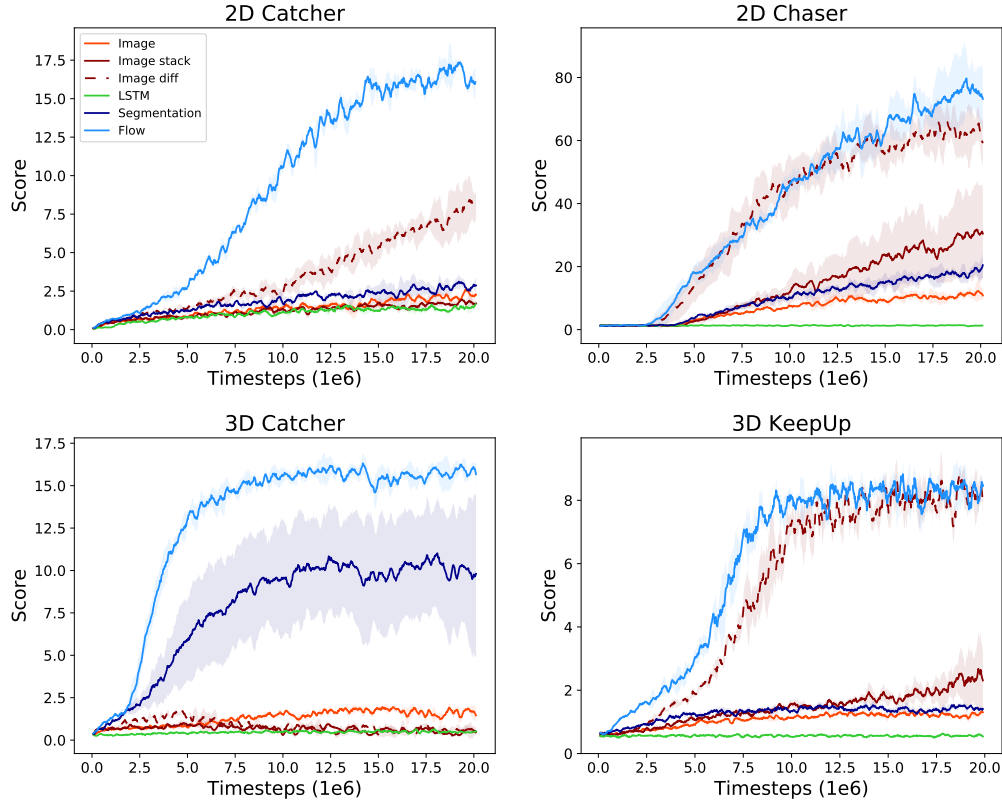 2D Catcher
17.5
15.0
12.5
10.0
7.5
5.0
2.5
0.0
Score
Image
Image stack
Image diff
LSTM
Segmentation
Flow
0.0 2.5 5.0 7.5 10.0 12.5 15.0 17.5 20.0
Timesteps (1e6)
2D Chaser
80
60
40
20
0
Score
0.0 2.5 5.0 7.5 10.0 12.5 15.0 17.5 20.0
Timesteps (1e6)
3D Catcher
17.5
15.0
12.5
10.0
7.5
5.0
2.5
0.0
Score
0.0 2.5 5.0 7.5 10.0 12.5 15.0 17.5 20.0
Timesteps (1e6)
3D KeepUp
8
6
4
2
0
Score
0.0 2.5 5.0 7.5 10.0 12.5 15.0 17.5 20.0
Timesteps (1e6)